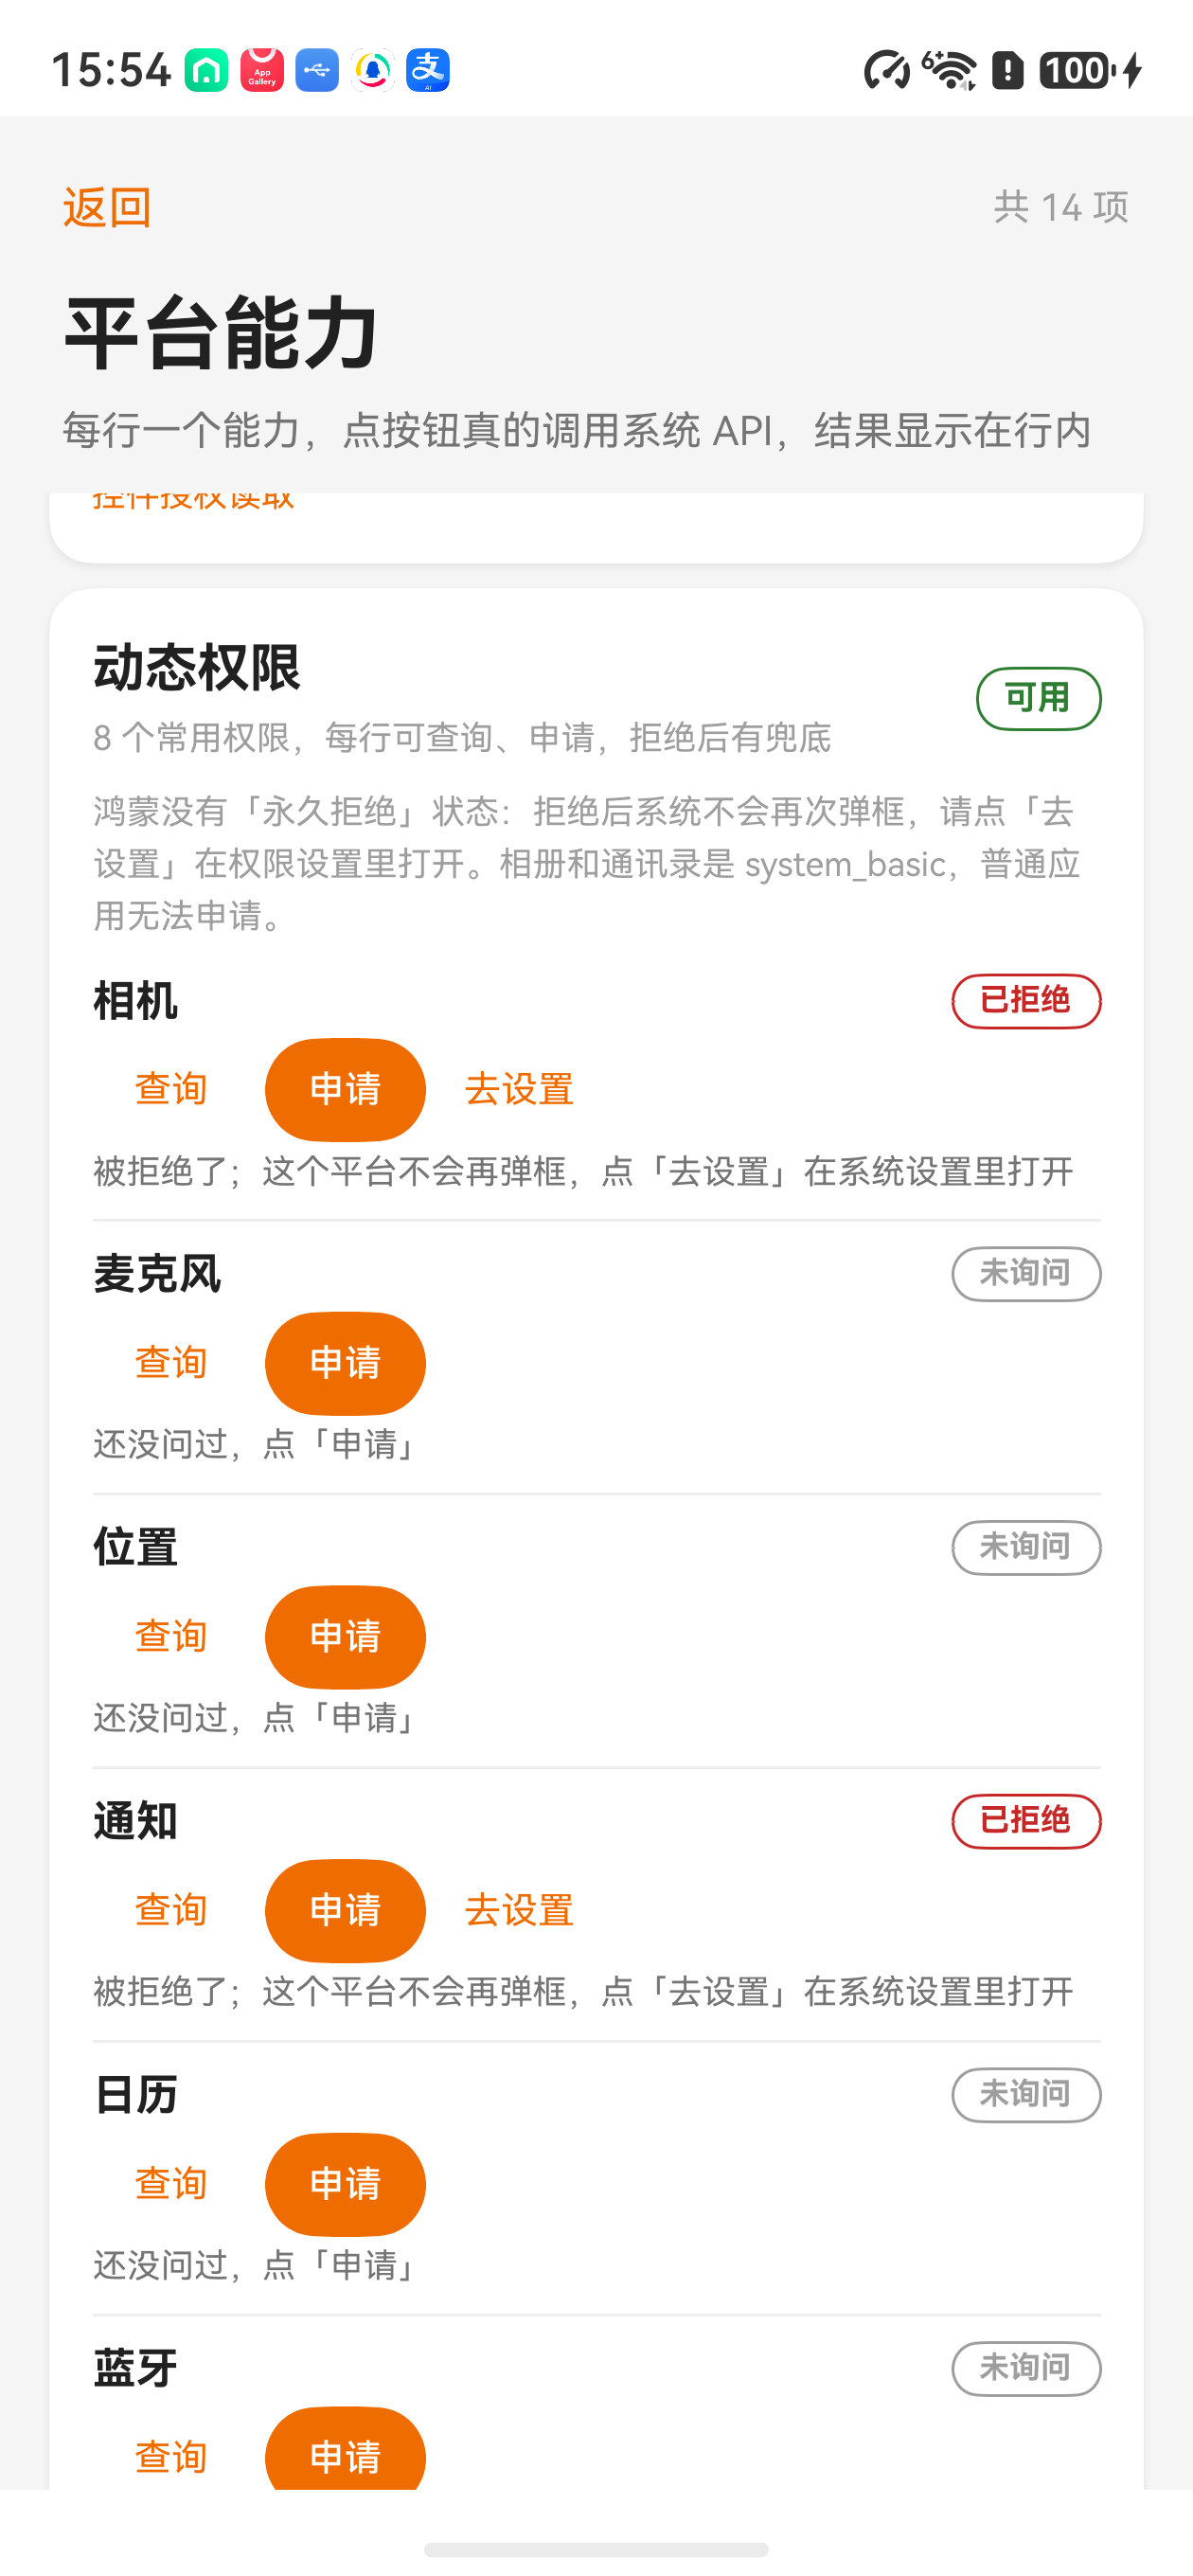 15:54
App
Gallery
支
AI
6+
100
返回
共 14 项
平台能力
每行一个能力，点按钮真的调用系统 API，结果显示在行内
控件授权读取
动态权限
可用
8 个常用权限，每行可查询、申请，拒绝后有兜底
鸿蒙没有「永久拒绝」状态：拒绝后系统不会再次弹框，请点「去
设置」在权限设置里打开。相册和通讯录是 system_basic，普通应
用无法申请。
相机
已拒绝
查询
申请
去设置
被拒绝了；这个平台不会再弹框，点「去设置」在系统设置里打开
麦克风
未询问
查询
申请
还没问过，点「申请」
位置
未询问
查询
申请
还没问过，点「申请」
通知
已拒绝
查询
申请
去设置
被拒绝了；这个平台不会再弹框，点「去设置」在系统设置里打开
日历
未询问
查询
申请
还没问过，点「申请」
蓝牙
未询问
查询
申请